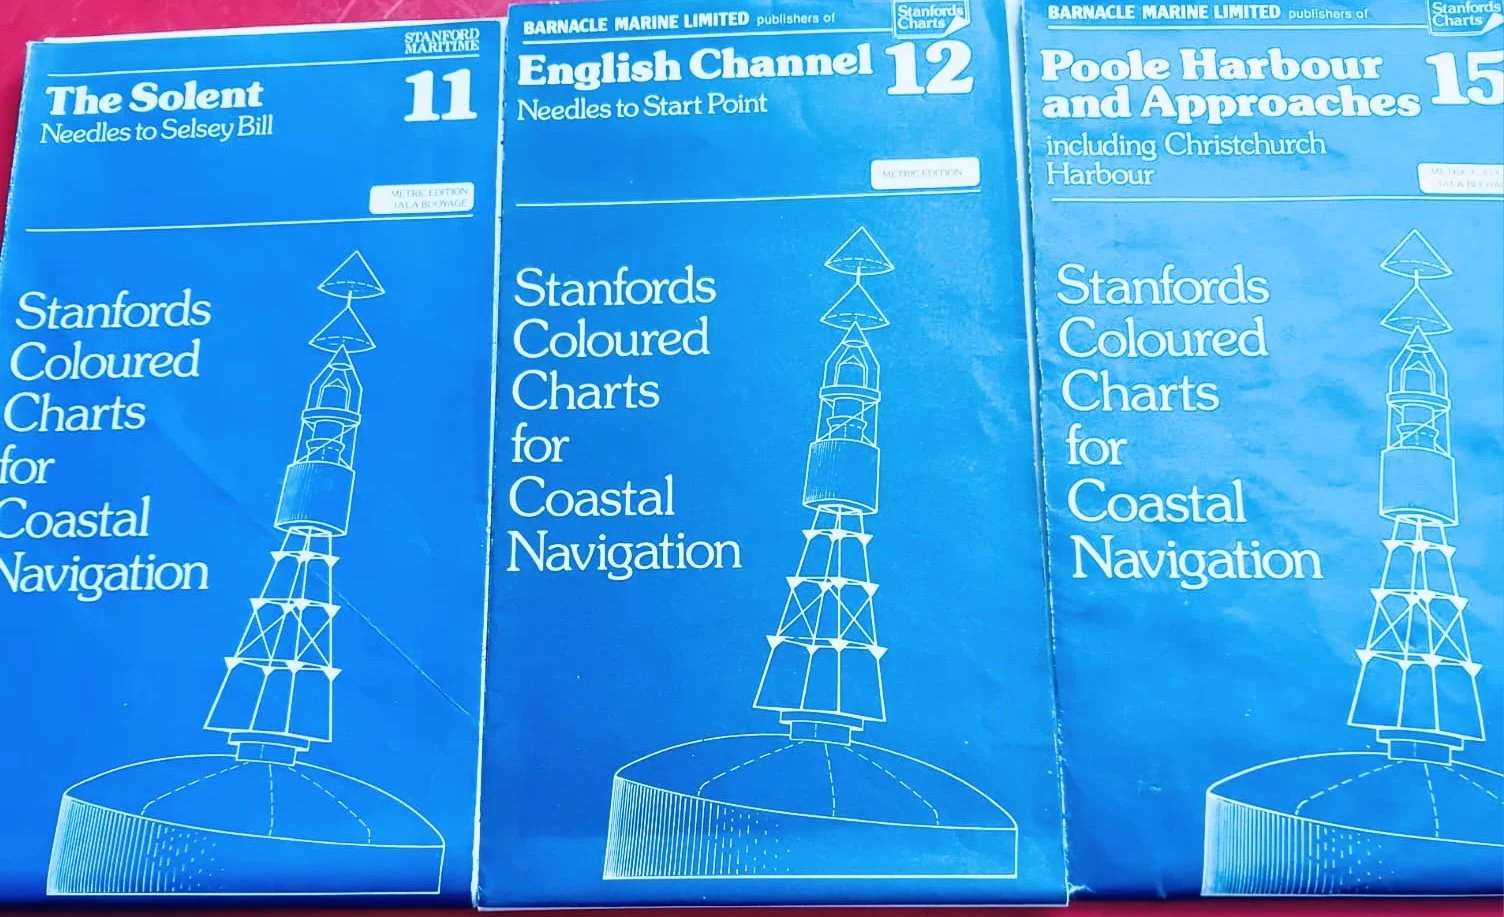 STANFORD
MARITIME
The Solent 11
Needles to Selsey Bill
METRIC EDITION
IALA BUOYAGE
Stanfords
Coloured
Charts
for
Coastal
Navigation
BARNACLE MARINE LIMITED publishers of
Stanfords
Charts
English Channel 12
Needles to Start Point
METRIC EDITION
Stanfords
Coloured
Charts
for
Coastal
Navigation
BARNACLE MARINE LIMITED publishers of
Stanfords
Charts
Poole Harbour
and Approaches 15
including Christchurch
Harbour
Stanfords
Coloured
Charts
for
Coastal
Navigation